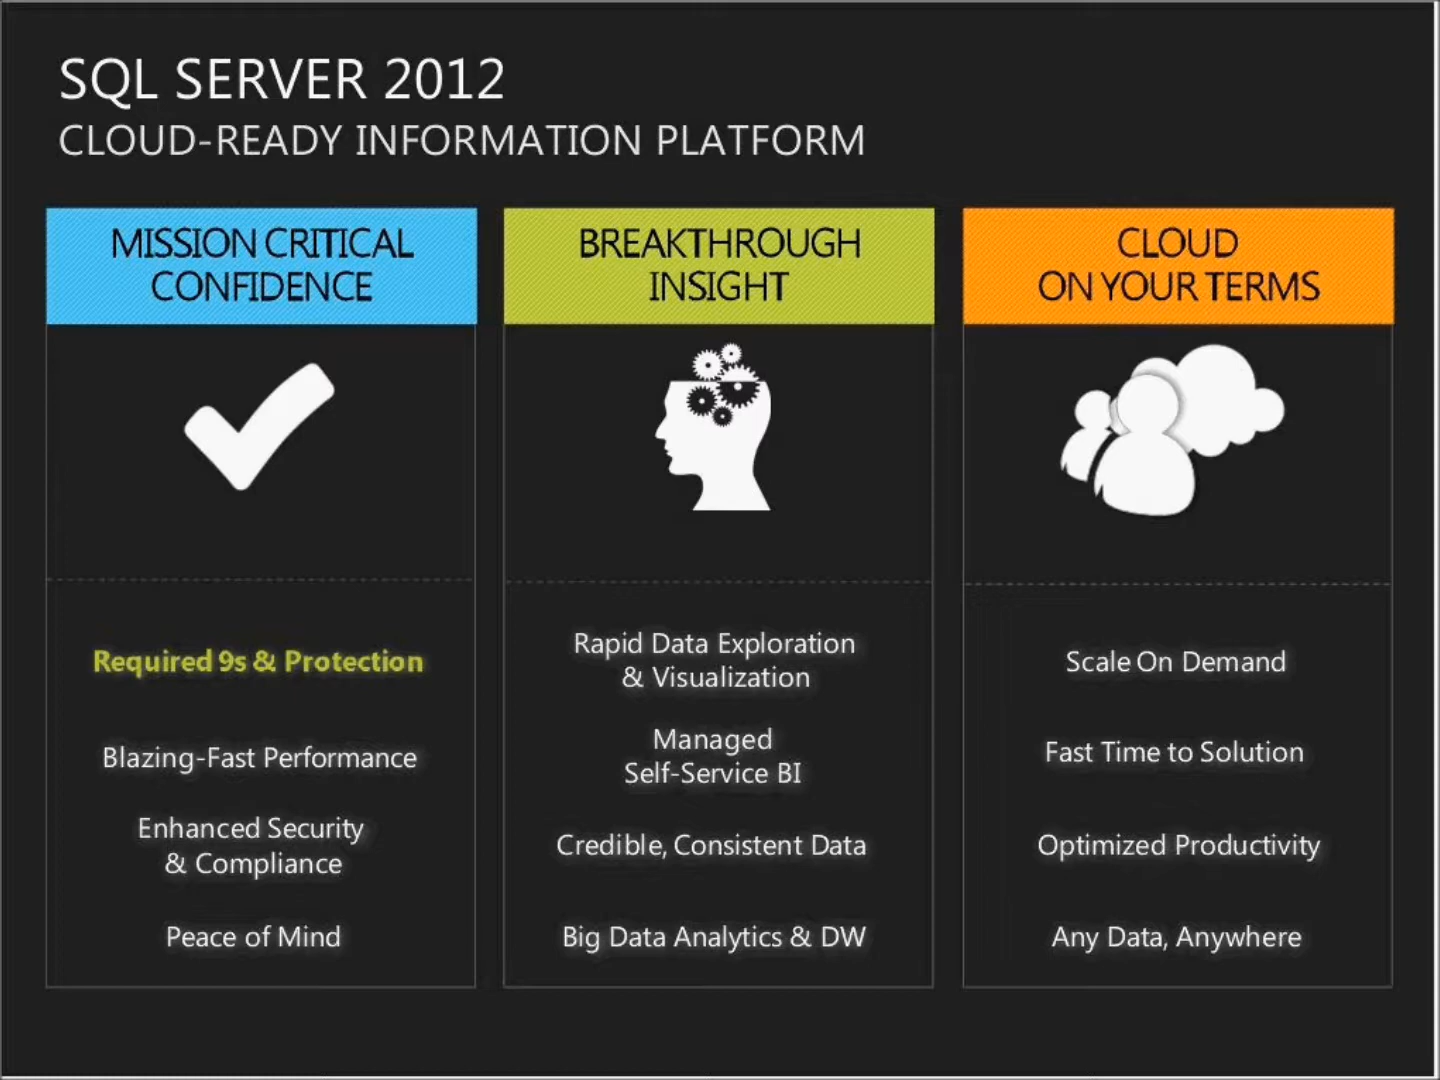 SQL SERVER 2012
CLOUD-READY INFORMATION PLATFORM
MISSION CRITICAL
CONFIDENCE
Required 9s & Protection
Blazing-Fast Performance
Enhanced Security
& Compliance
Peace of Mind
BREAKTHROUGH
INSIGHT
Rapid Data Exploration
& Visualization
Managed
Self-Service BI
Credible, Consistent Data
Big Data Analytics & DW
CLOUD
ON YOUR TERMS
Scale On Demand
Fast Time to Solution
Optimized Productivity
Any Data, Anywhere